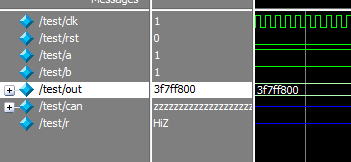 Messages
/test/clk 1
/test/rst 0
/test/a 1
/test/b 1
/test/out 3f7ff800 3f7ff800
/test/can zzzzzzzzzzzzzzzzzzzzz
/test/r HiZ